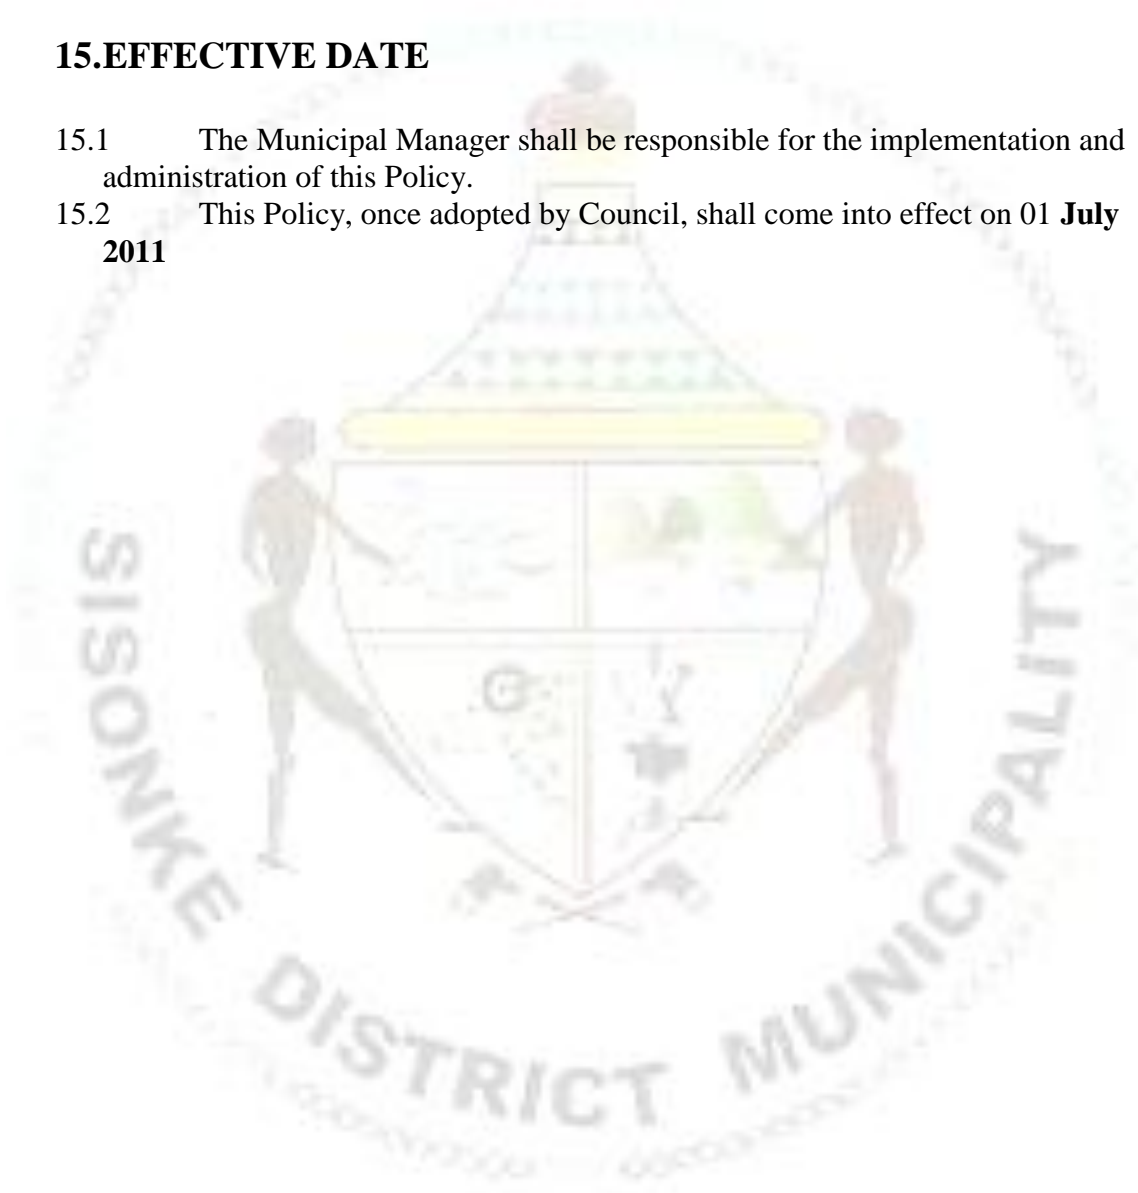 15.EFFECTIVE DATE
15.1 The Municipal Manager shall be responsible for the implementation and
administration of this Policy.
15.2 This Policy, once adopted by Council, shall come into effect on 01 July
2011
SISONKE DISTRICT MUNICIPALITY